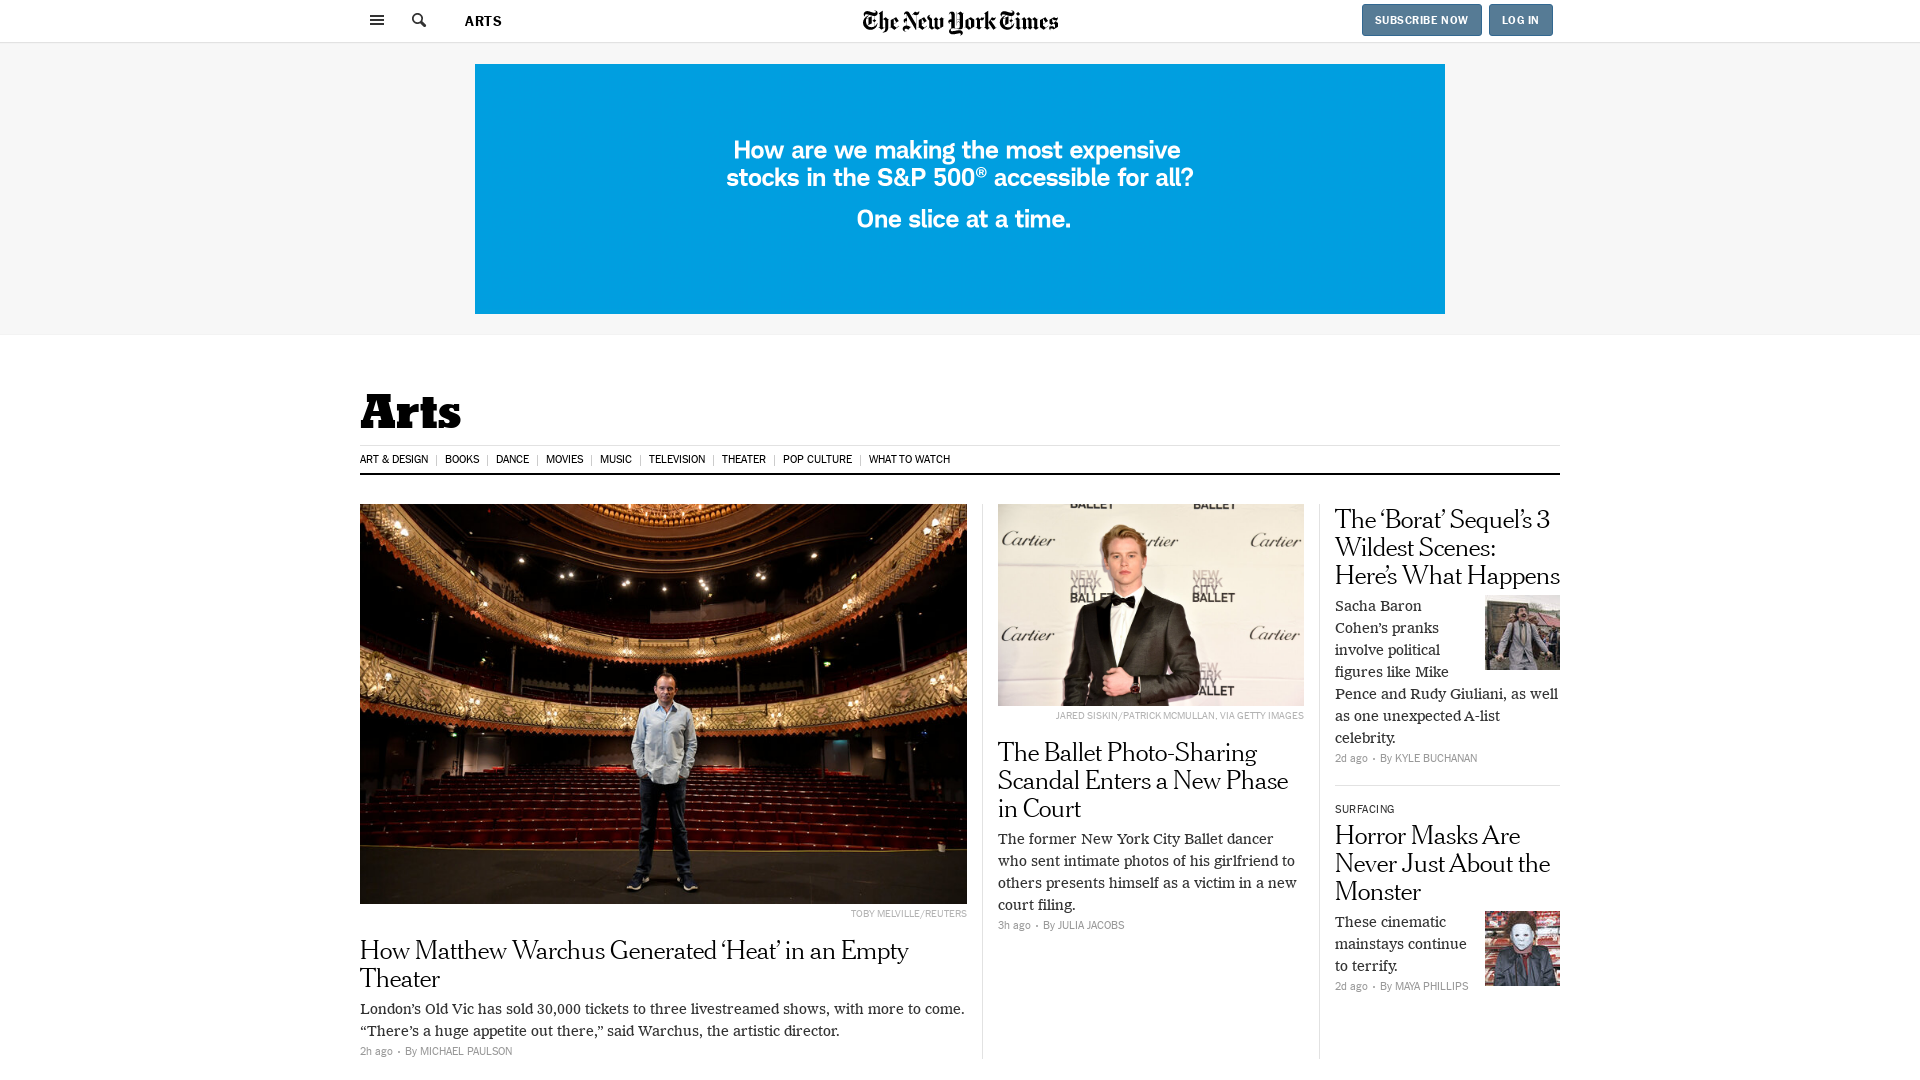 ARTS
The New York Times
SUBSCRIBE NOW
LOG IN
How are we making the most expensive
stocks in the S&P 500® accessible for all?
One slice at a time.
Arts
ART & DESIGN
BOOKS
DANCE
MOVIES
MUSIC
TELEVISION
THEATER
POP CULTURE
WHAT TO WATCH
TOBY MELVILLE/REUTERS
How Matthew Warchus Generated ‘Heat’ in an Empty
Theater
London’s Old Vic has sold 30,000 tickets to three livestreamed shows, with more to come.
“There’s a huge appetite out there,” said Warchus, the artistic director.
2h ago · By MICHAEL PAULSON
BALLET
BALLET
Cartier
Cartier
Cartier
NEW
YORK
CITY
BALLET
NEW
YORK
CITY
BALLET
Cartier
Cartier
NEW
YORK
CITY
BALLET
JARED SISKIN/PATRICK MCMULLAN, VIA GETTY IMAGES
The Ballet Photo-Sharing
Scandal Enters a New Phase
in Court
The former New York City Ballet dancer
who sent intimate photos of his girlfriend to
others presents himself as a victim in a new
court filing.
3h ago · By JULIA JACOBS
The ‘Borat’ Sequel’s 3
Wildest Scenes:
Here’s What Happens
Sacha Baron
Cohen’s pranks
involve political
figures like Mike
Pence and Rudy Giuliani, as well
as one unexpected A-list
celebrity.
2d ago · By KYLE BUCHANAN
SURFACING
Horror Masks Are
Never Just About the
Monster
These cinematic
mainstays continue
to terrify.
2d ago · By MAYA PHILLIPS